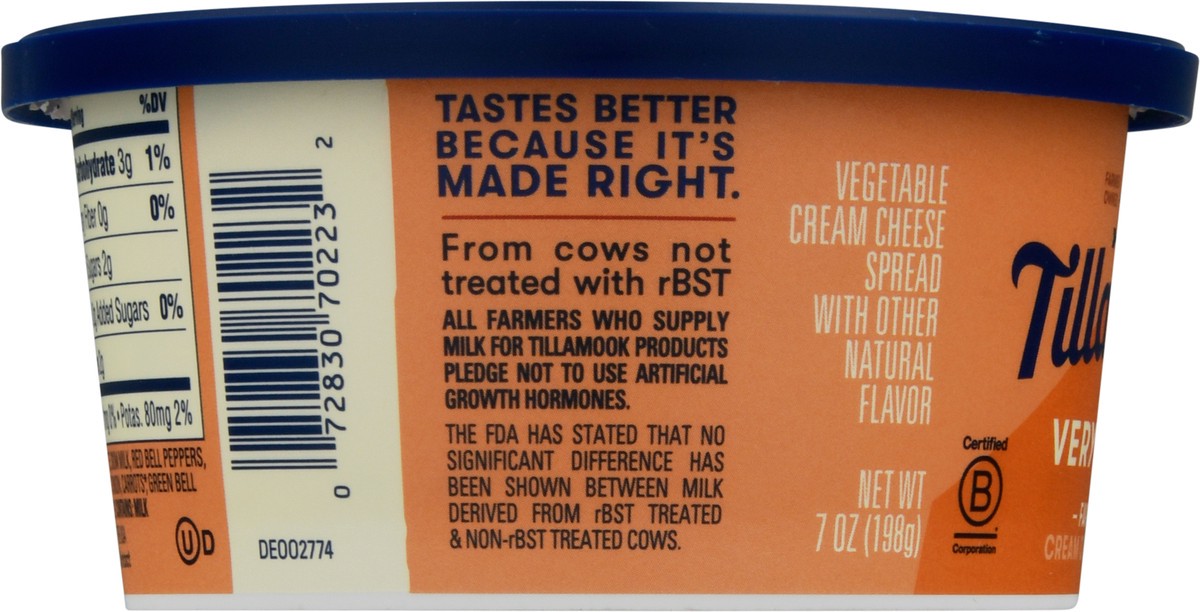 %DV
3g 1%
0g 0%
2g
Added Sugars 0%
Potas. 80mg 2%
MILK, RED BELL PEPPERS,
CARROTS*, GREEN BELL
MILK
U D
2
72830 70223
0
DE002774
TASTES BETTER
BECAUSE IT'S
MADE RIGHT.
From cows not
treated with rBST
ALL FARMERS WHO SUPPLY
MILK FOR TILLAMOOK PRODUCTS
PLEDGE NOT TO USE ARTIFICIAL
GROWTH HORMONES.
THE FDA HAS STATED THAT NO
SIGNIFICANT DIFFERENCE HAS
BEEN SHOWN BETWEEN MILK
DERIVED FROM rBST TREATED
& NON-rBST TREATED COWS.
VEGETABLE
CREAM CHEESE
SPREAD
WITH OTHER
NATURAL
FLAVOR
NET WT
7 OZ (198g)
Certified
B
Corporation
Tilla
VER
CREAM